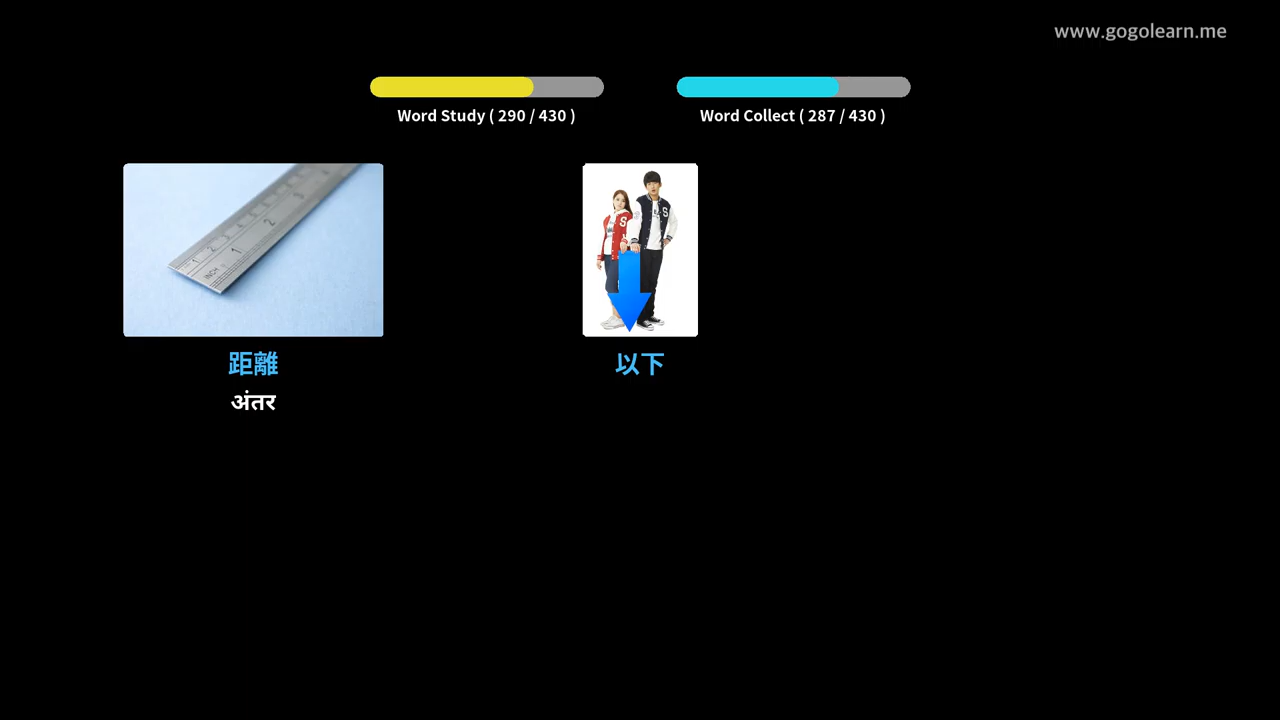 www.gogolearn.me
Word Study ( 290 / 430 )
Word Collect ( 287 / 430 )
距離
अंतर
以下